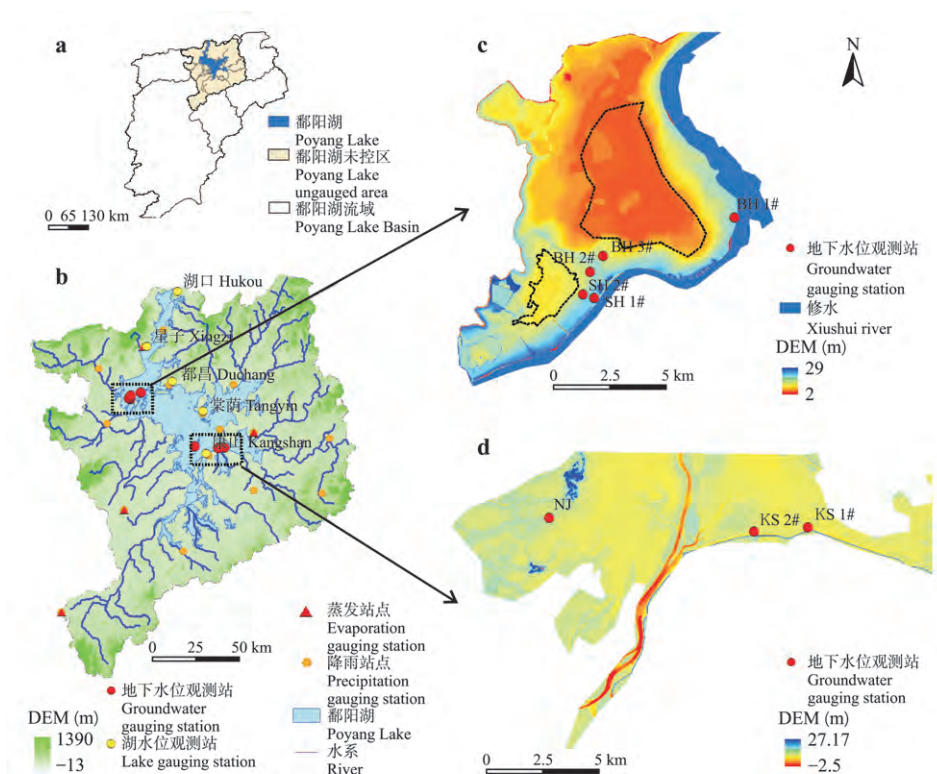 a
鄱阳湖
Poyang Lake
鄱阳湖未控区
Poyang Lake
ungauged area
鄱阳湖流域
Poyang Lake Basin
0 65 130 km
b
湖口 Hukou
星子 Xingzi
都昌 Duchang
棠荫 Tangyin
Kangshan
0 25 50 km
DEM (m)
1390
−13
地下水位观测站
Groundwater
gauging station
湖水位观测站
Lake gauging station
蒸发站点
Evaporation
gauging station
降雨站点
Precipitation
gauging station
鄱阳湖
Poyang Lake
水系
River
c
N
BH 1#
BH 3#
BH 2#
SH 2#
SH 1#
0 2.5 5 km
地下水位观测站
Groundwater
gauging station
修水
Xiushui river
DEM (m)
29
2
d
NJ
KS 2#
KS 1#
0 2.5 5 km
地下水位观测站
Groundwater
gauging station
DEM (m)
27.17
−2.5